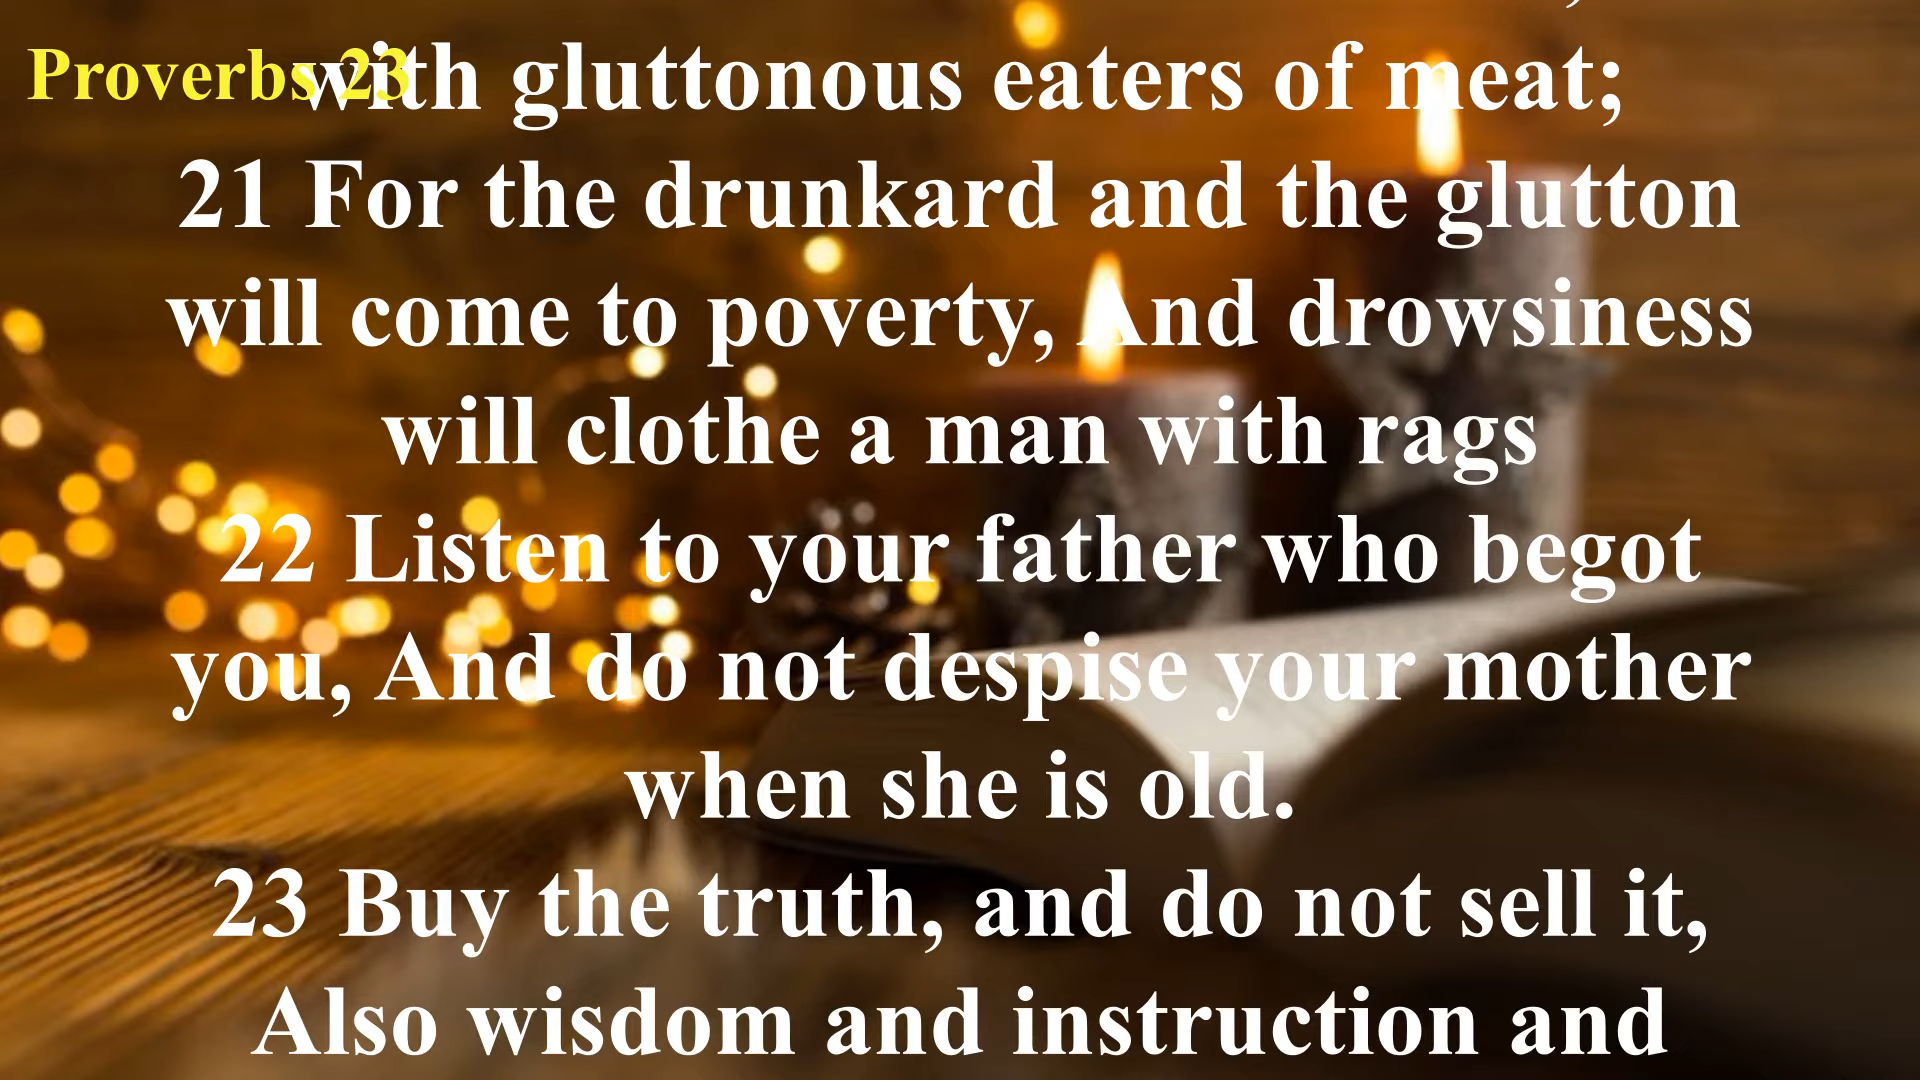 Proverbs 23
with gluttonous eaters of meat;
21 For the drunkard and the glutton
will come to poverty, And drowsiness
will clothe a man with rags
22 Listen to your father who begot
you, And do not despise your mother
when she is old.
23 Buy the truth, and do not sell it,
Also wisdom and instruction and